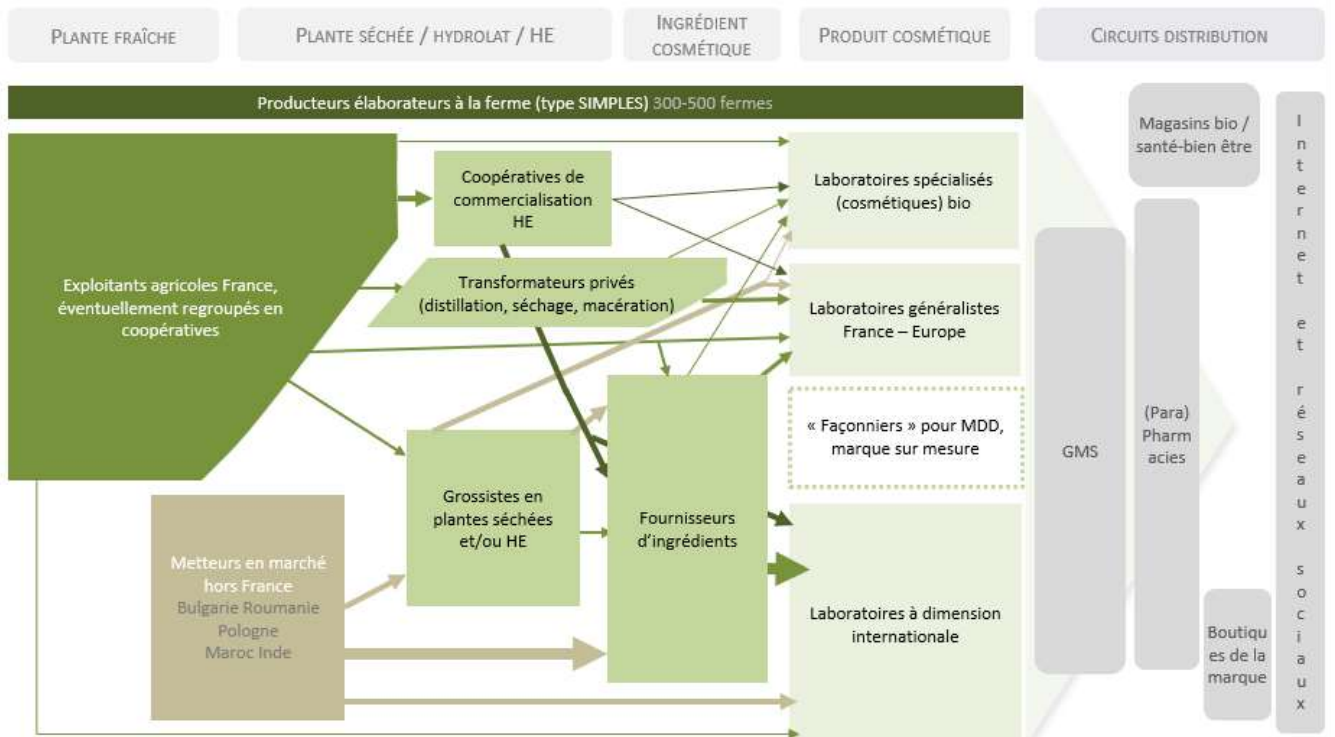 PLANTE FRAÎCHE
PLANTE SÉCHÉE / HYDROLAT / HE
INGRÉDIENT
COSMÉTIQUE
PRODUIT COSMÉTIQUE
CIRCUITS DISTRIBUTION
Producteurs élaborateurs à la ferme (type SIMPLES) 300-500 fermes
Exploitants agricoles France,
éventuellement regroupés en
coopératives
Coopératives de
commercialisation
HE
Transformateurs privés
(distillation, séchage, macération)
Grossistes en
plantes séchées
et/ou HE
Metteurs en marché
hors France
Bulgarie Roumanie
Pologne
Maroc Inde
Fournisseurs
d'ingrédients
Laboratoires spécialisés
(cosmétiques) bio
Laboratoires généralistes
France – Europe
« Façonniers » pour MDD,
marque sur mesure
Laboratoires à dimension
internationale
Magasins bio /
santé-bien être
GMS
(Para)
Pharm
acies
Boutiqu
es de la
marque
Internet et réseaux sociaux